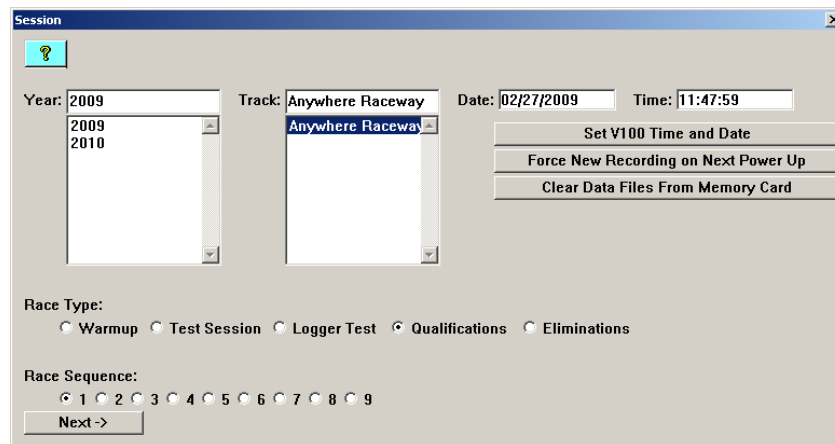 Session
?
Year: 2009 Track: Anywhere Raceway Date: 02/27/2009 Time: 11:47:59
2009 Anywhere Raceway
2010
Set V100 Time and Date
Force New Recording on Next Power Up
Clear Data Files From Memory Card
Race Type:
Warmup Test Session Logger Test Qualifications Eliminations
Race Sequence:
1 2 3 4 5 6 7 8 9
Next ->